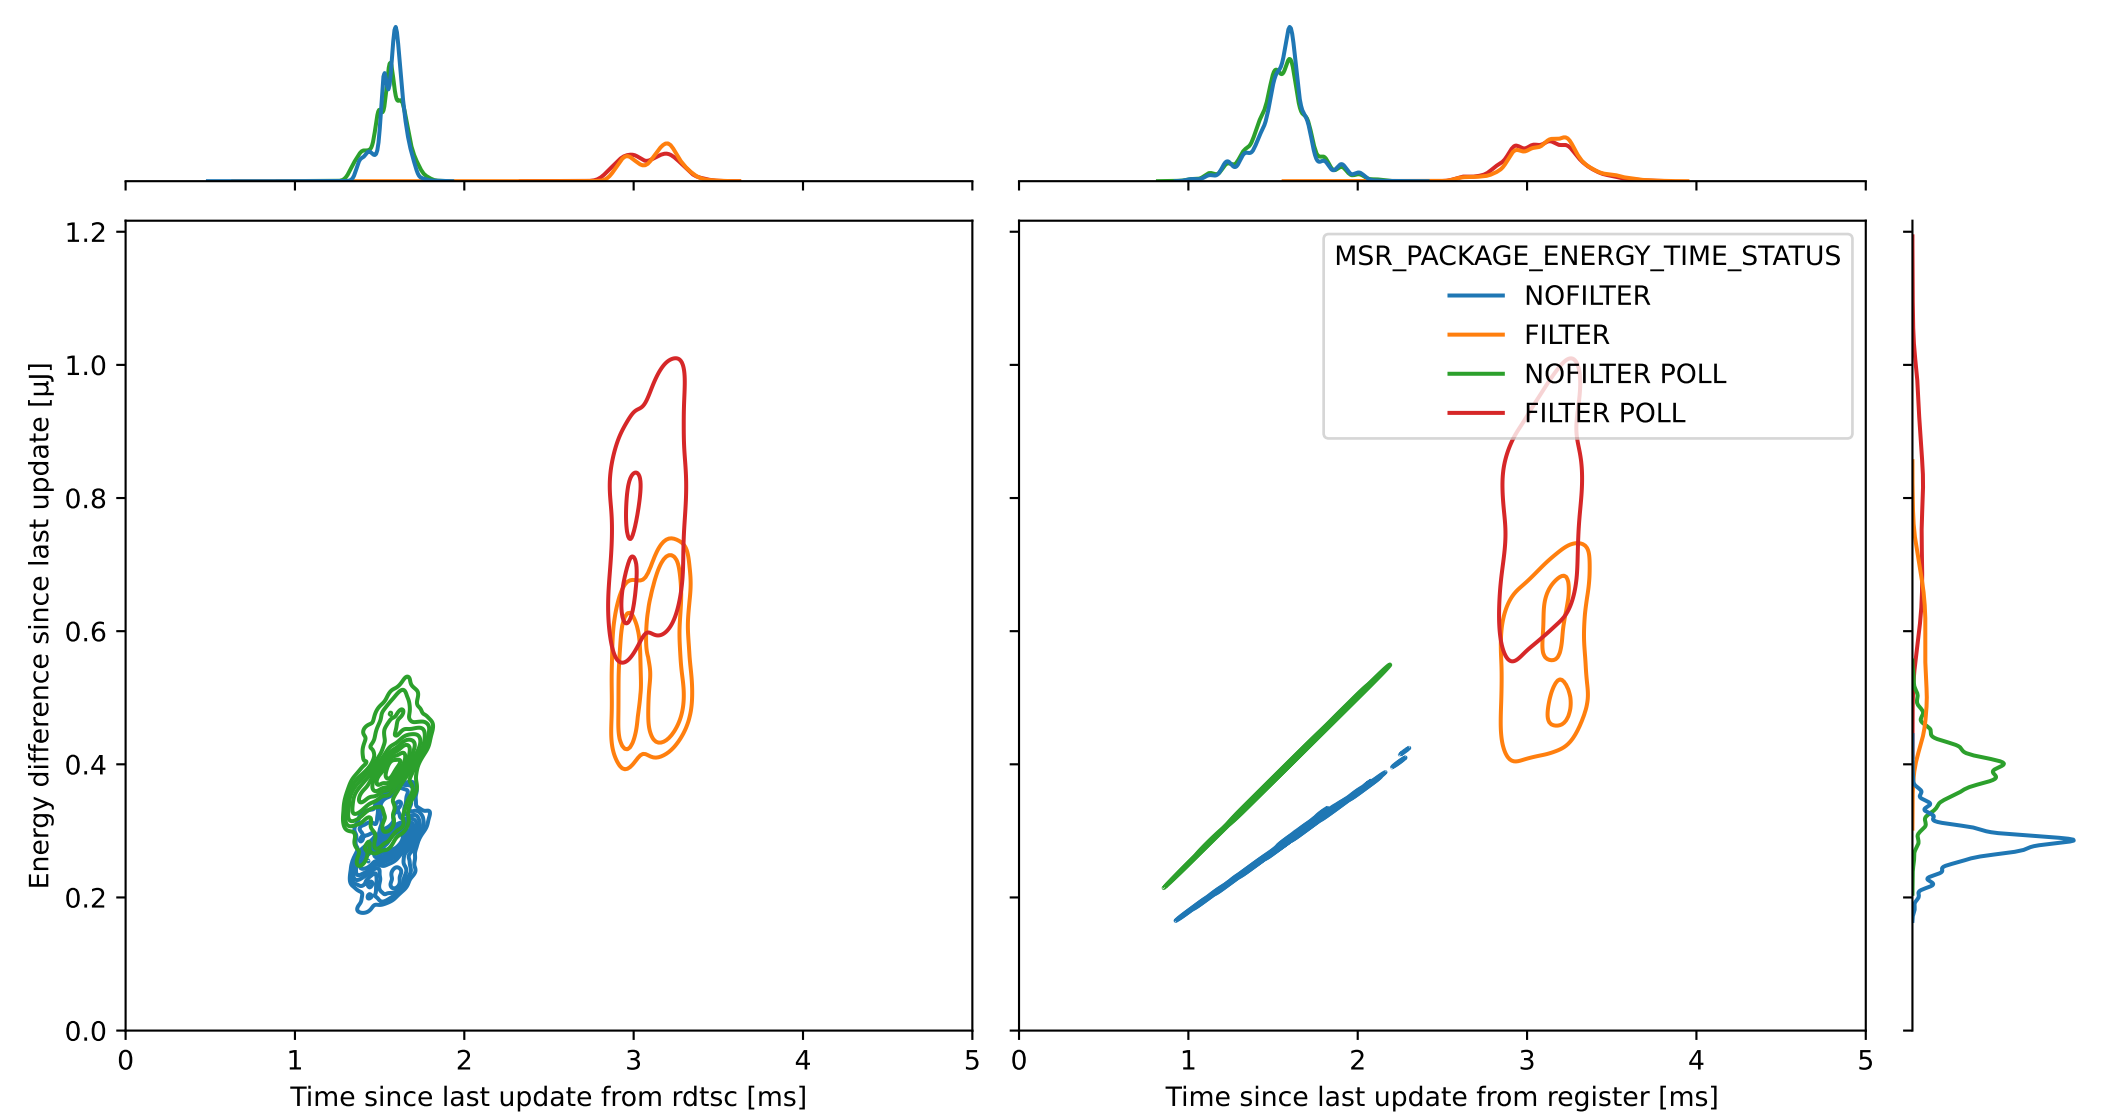 1.2
1.0
0.8
0.6
0.4
0.2
0.0
Energy difference since last update [µJ]
0 1 2 3 4 5
Time since last update from rdtsc [ms]
MSR_PACKAGE_ENERGY_TIME_STATUS
NOFILTER
FILTER
NOFILTER POLL
FILTER POLL
0 1 2 3 4 5
Time since last update from register [ms]